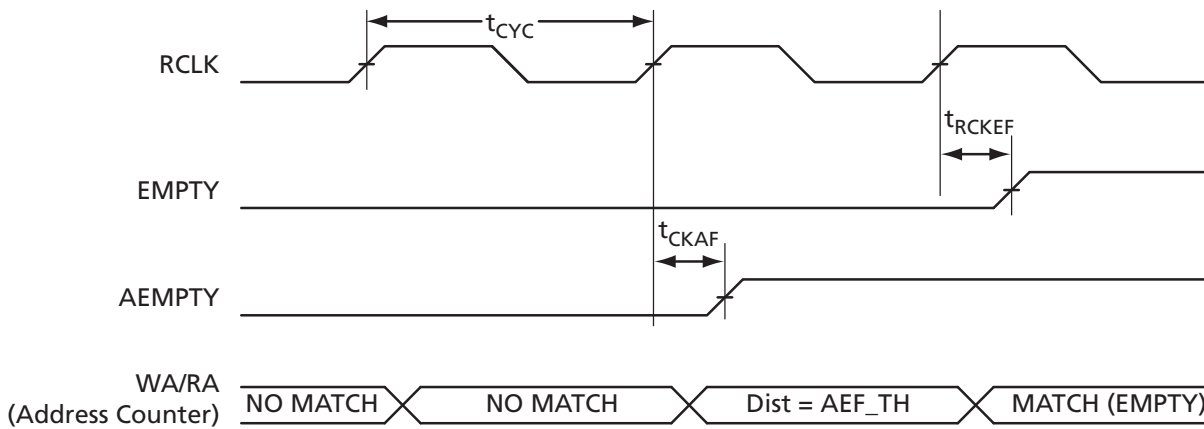 tCYC
RCLK
tRCKEF
EMPTY
tCKAF
AEMPTY
WA/RA
(Address Counter)
NO MATCH
NO MATCH
Dist = AEF_TH
MATCH (EMPTY)